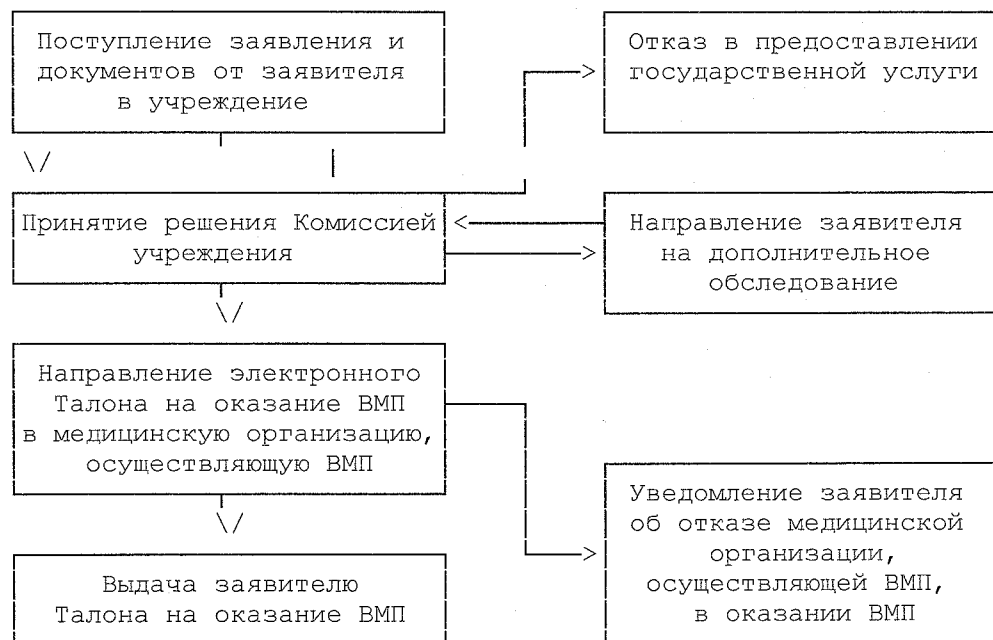 Поступление заявления и
документов от заявителя
в учреждение
Отказ в предоставлении
государственной услуги
Принятие решения Комиссией
учреждения
Направление заявителя
на дополнительное
обследование
Направление электронного
Талона на оказание ВМП
в медицинскую организацию,
осуществляющую ВМП
Уведомление заявителя
об отказе медицинской
организации,
осуществляющей ВМП,
в оказании ВМП
Выдача заявителю
Талона на оказание ВМП